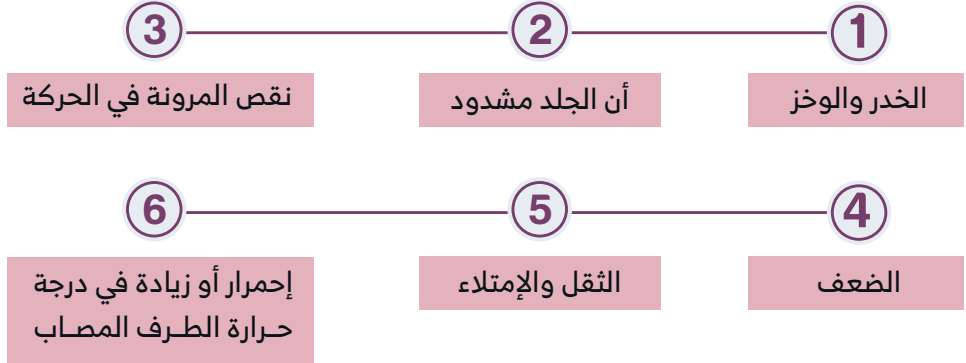 1
الخدر والوخز
2
أن الجلد مشدود
3
نقص المرونة في الحركة
4
الضعف
5
الثقل والإمتلاء
6
إحمرار أو زيادة في درجة
حـرارة الطـرف المصـاب